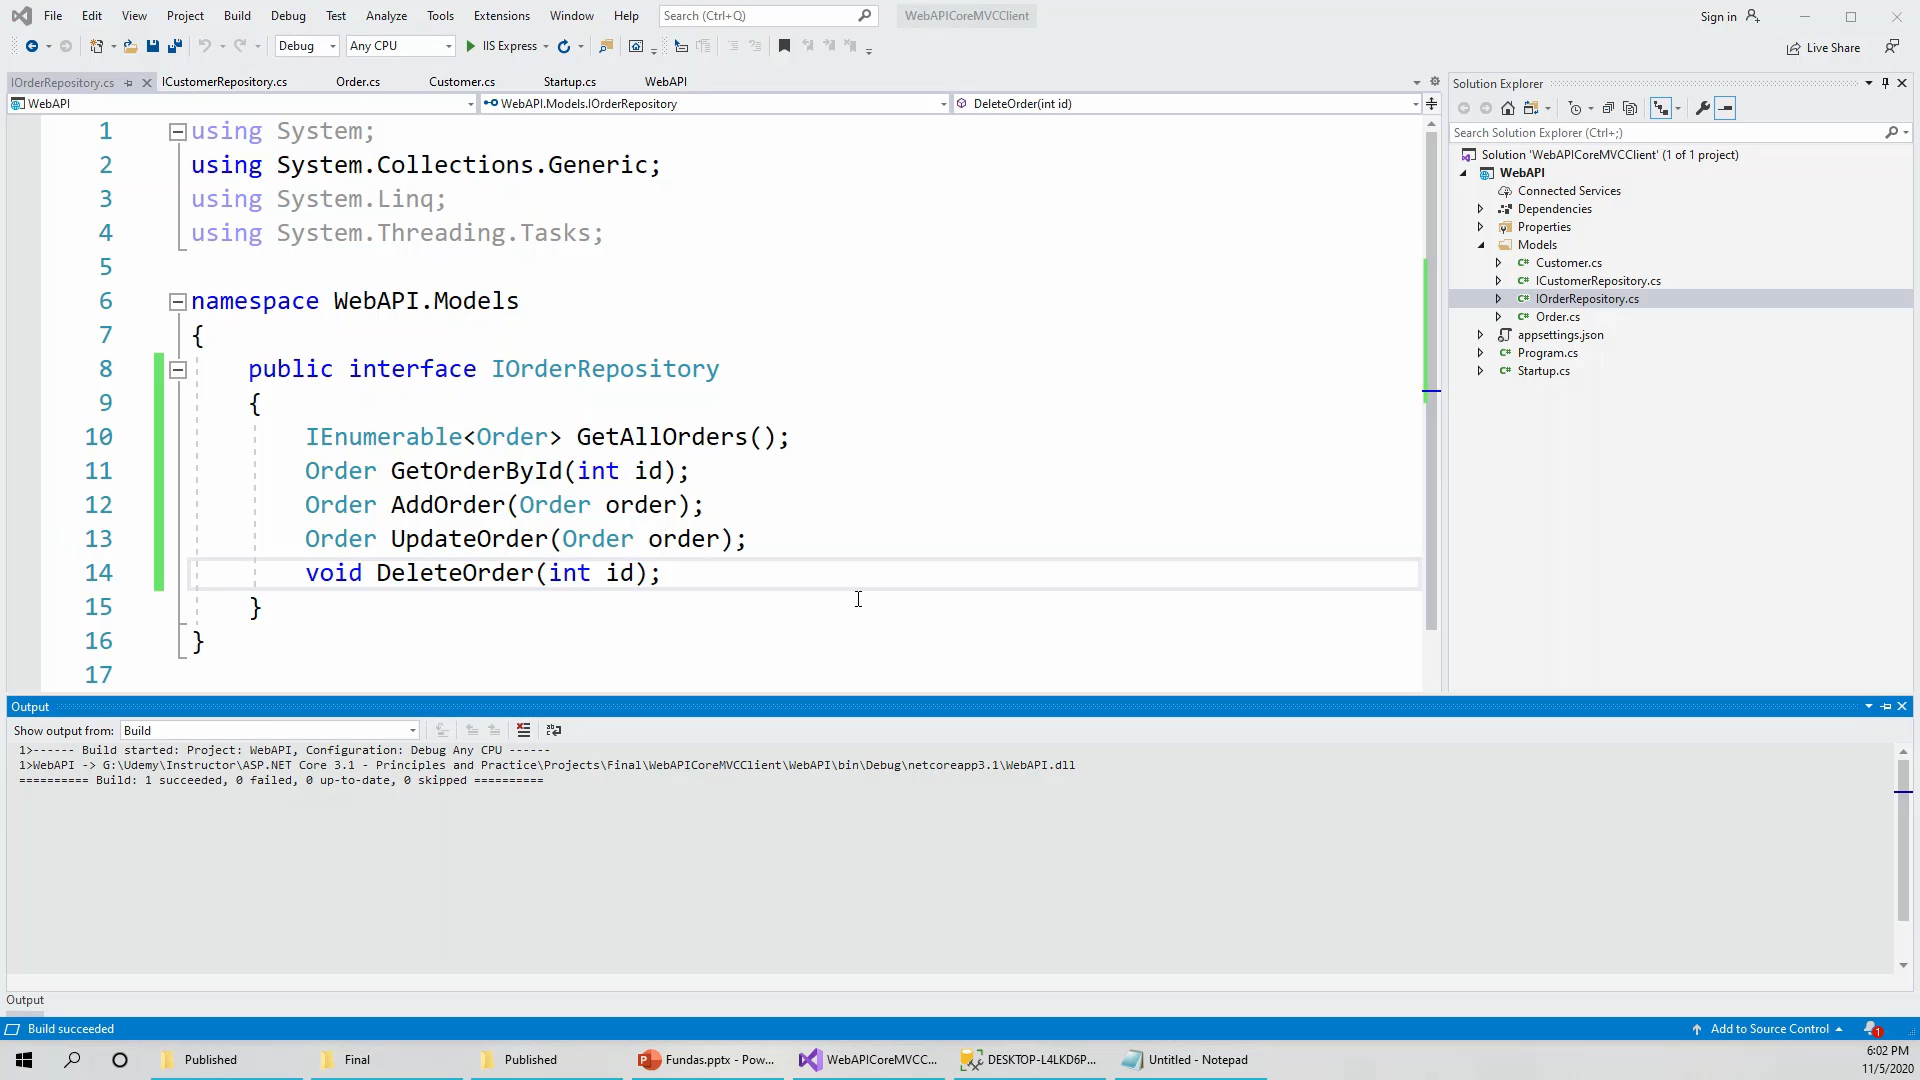 File Edit View Project Build Debug Test Analyze Tools Extensions Window Help Search (Ctrl+Q) WebAPICoreMVCClient Sign in
Debug Any CPU IIS Express Live Share
IOrderRepository.cs ICustomerRepository.cs Order.cs Customer.cs Startup.cs WebAPI
WebAPI WebAPI.Models.IOrderRepository DeleteOrder(int id)
1 using System;
2 using System.Collections.Generic;
3 using System.Linq;
4 using System.Threading.Tasks;
5
6 namespace WebAPI.Models
7 {
8 public interface IOrderRepository
9 {
10 IEnumerable<Order> GetAllOrders();
11 Order GetOrderById(int id);
12 Order AddOrder(Order order);
13 Order UpdateOrder(Order order);
14 void DeleteOrder(int id);
15 }
16 }
17
Solution Explorer
Search Solution Explorer (Ctrl+;)
Solution 'WebAPICoreMVCClient' (1 of 1 project)
WebAPI
Connected Services
Dependencies
Properties
Models
C# Customer.cs
C# ICustomerRepository.cs
C# IOrderRepository.cs
C# Order.cs
appsettings.json
C# Program.cs
C# Startup.cs
Output
Show output from: Build
1>------ Build started: Project: WebAPI, Configuration: Debug Any CPU ------
1>WebAPI -> G:\Udemy\Instructor\ASP.NET Core 3.1 - Principles and Practice\Projects\Final\WebAPICoreMVCClient\WebAPI\bin\Debug\netcoreapp3.1\WebAPI.dll
========== Build: 1 succeeded, 0 failed, 0 up-to-date, 0 skipped ==========
Output
Build succeeded Add to Source Control 1
Published Final Published Fundas.pptx - Pow... WebAPICoreMVCC... DESKTOP-L4LKD6P... Untitled - Notepad
6:02 PM
11/5/2020